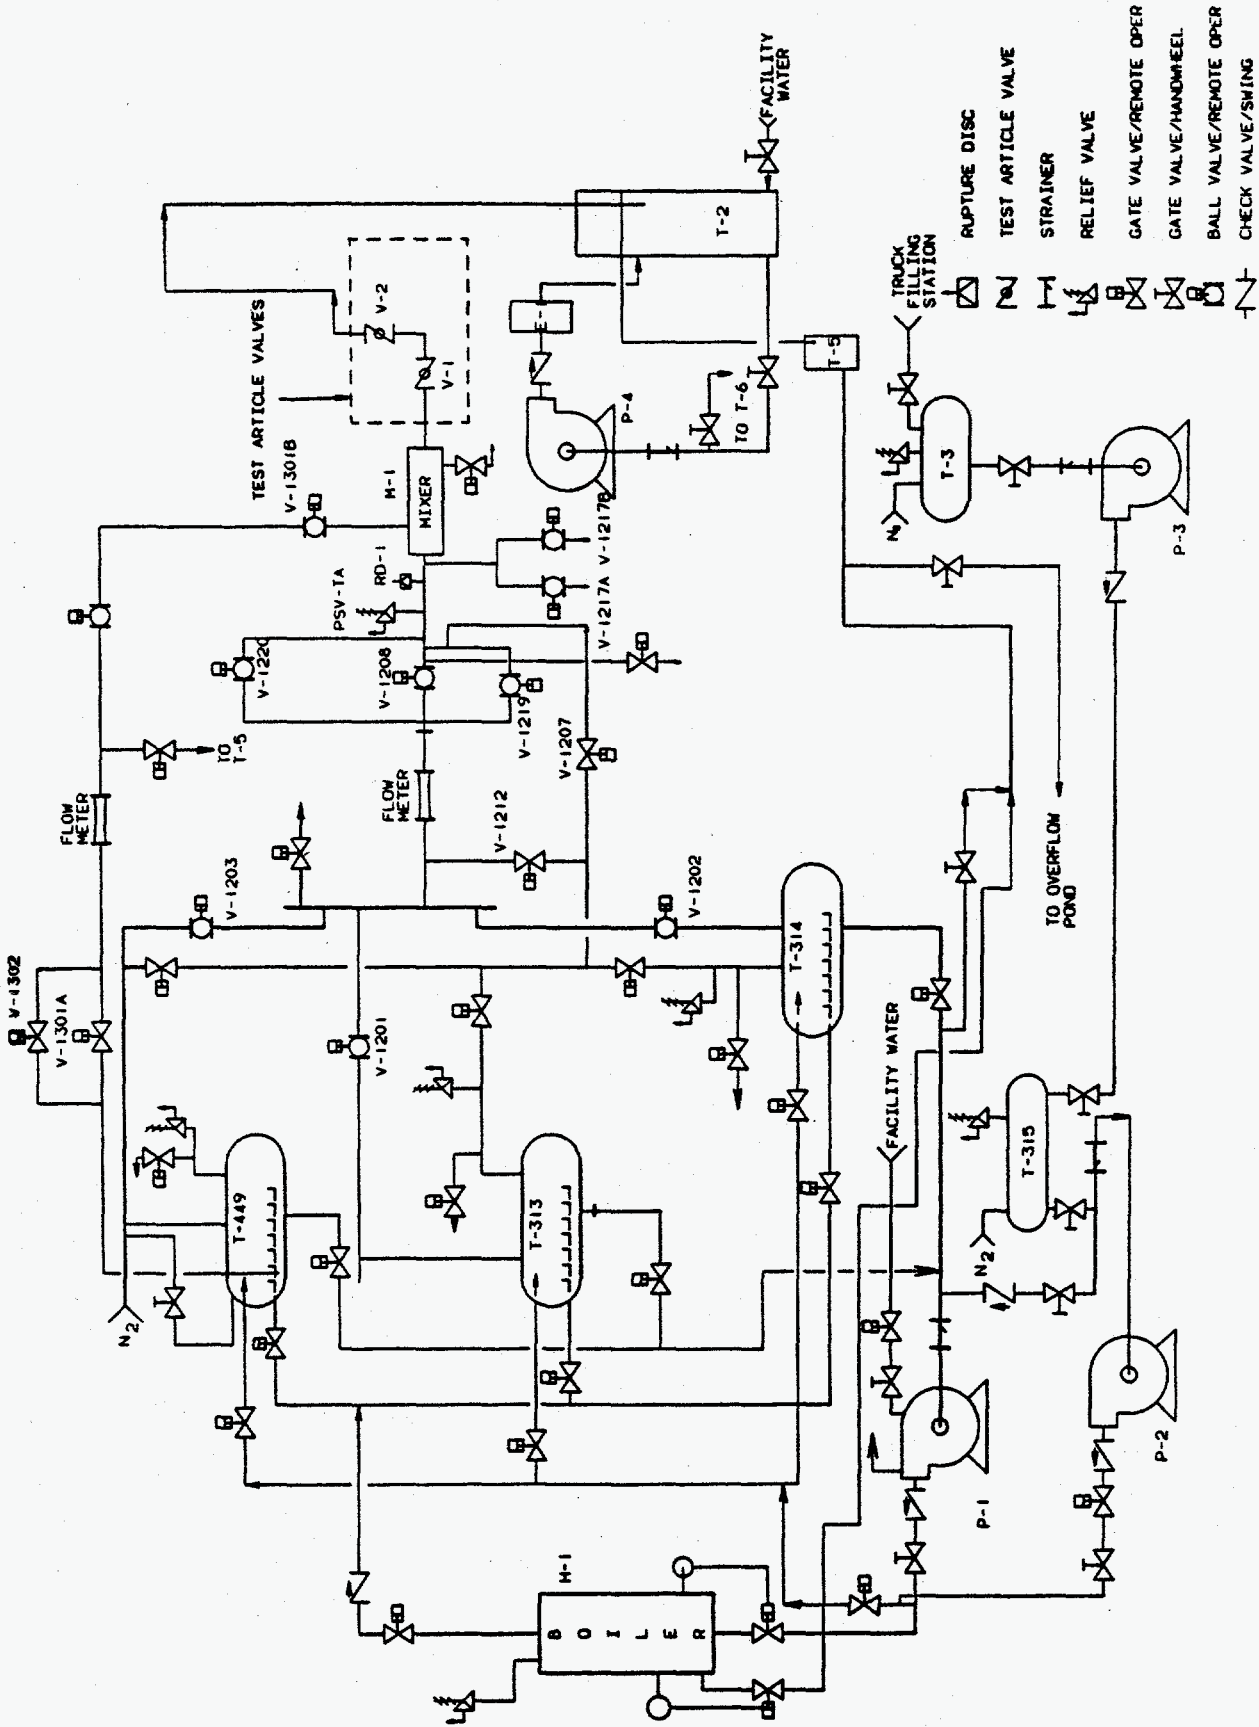 FLOW
METER
V-1302
V-1301A
TO
T-5
V-1203
N2
T-449
V-1201
T-313
V-1301B
TEST ARTICLE VALVES
V-2
V-1
M-1
MIXER
PSV-TA
RD-1
V-1220
V-1208
V-1219
V-1217A
V-1217B
FLOW
METER
V-1212
V-1207
V-1202
T-314
FACILITY
WATER
T-2
E-1
P-4
TO T-6
T-5
TRUCK
FILLING
STATION
T-3
P-3
TO OVERFLOW
POND
FACILITY WATER
T-315
N2
P-1
P-2
M-1
BOILER
RUPTURE DISC
TEST ARTICLE VALVE
STRAINER
RELIEF VALVE
GATE VALVE/REMOTE OPER
GATE VALVE/HANDWHEEL
BALL VALVE/REMOTE OPER
CHECK VALVE/SWING